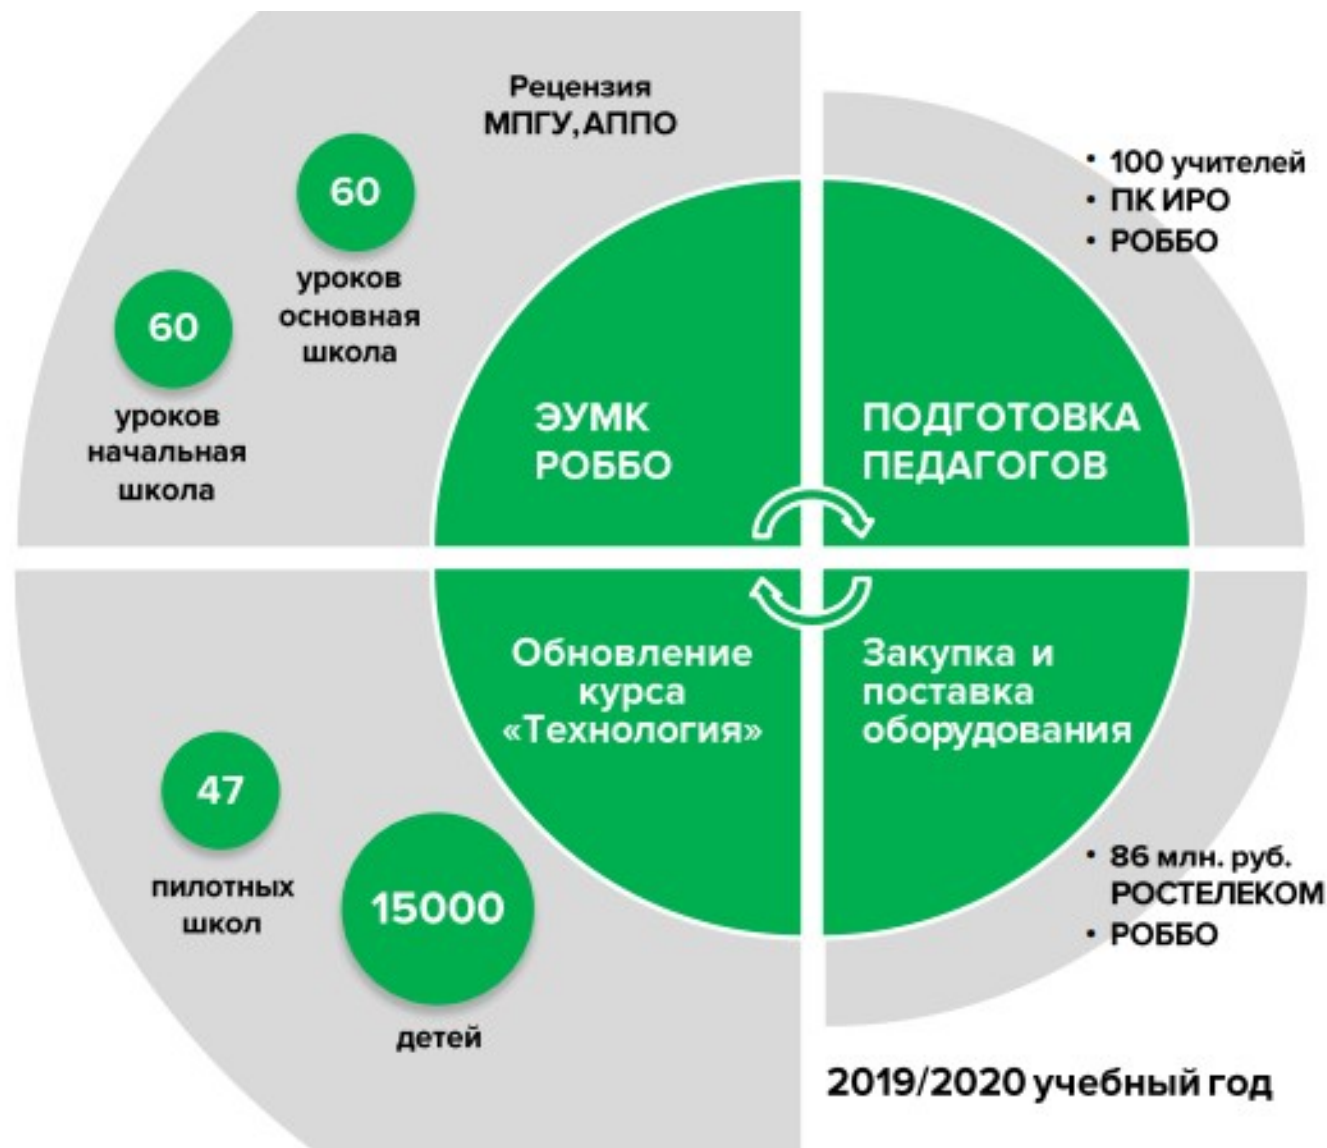 Рецензия
МПГУ, АППО
60
уроков
основная
школа
60
уроков
начальная
школа
ЭУМК
РОББО
• 100 учителей
• ПК ИРО
• РОББО
ПОДГОТОВКА
ПЕДАГОГОВ
Обновление
курса
«Технология»
47
пилотных
школ
15000
детей
Закупка и
поставка
оборудования
• 86 млн. руб.
РОСТЕЛЕКОМ
• РОББО
2019/2020 учебный год